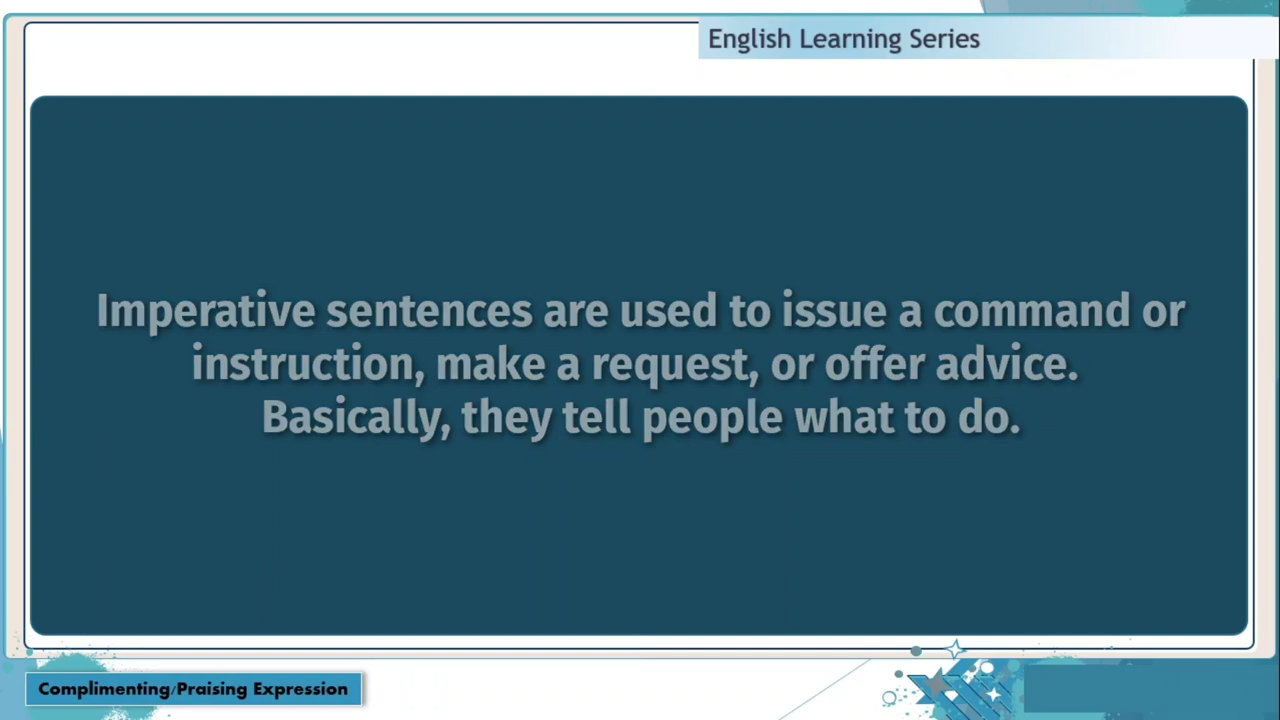 English Learning Series
Imperative sentences are used to issue a command or
instruction, make a request, or offer advice.
Basically, they tell people what to do.
Complimenting/Praising Expression